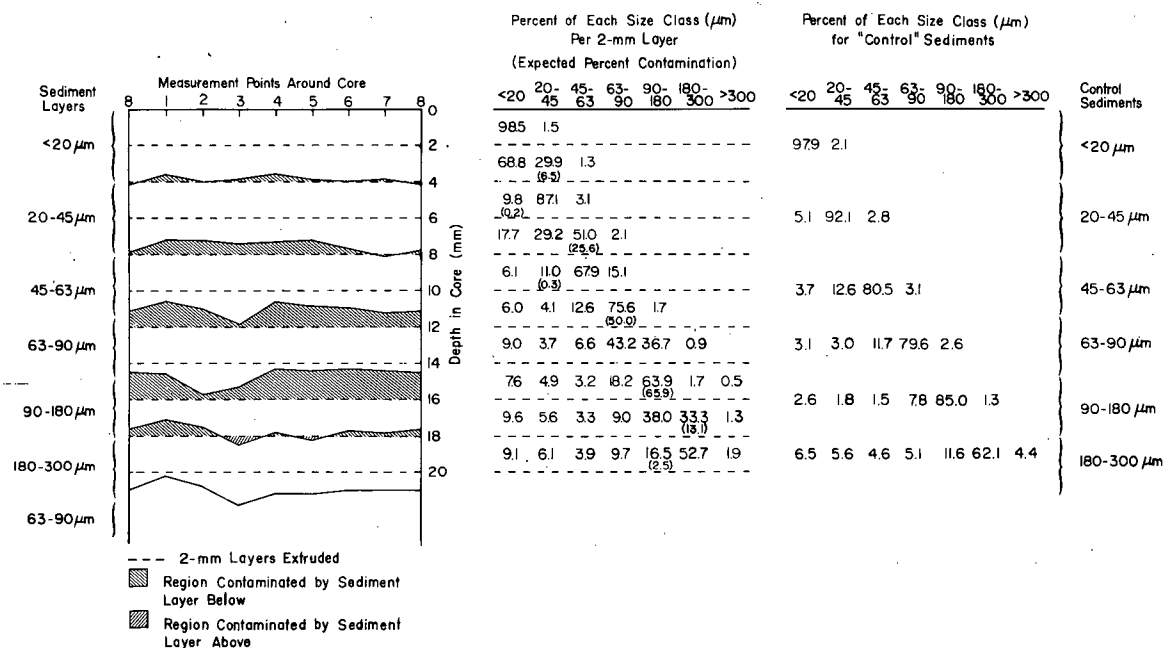 Percent of Each Size Class (μm)
Per 2-mm Layer
(Expected Percent Contamination)
Percent of Each Size Class (μm)
for "Control" Sediments
Sediment
Layers
Measurement Points Around Core
8 1 2 3 4 5 6 7 8
<20 20-45 45-63 63-90 90-180 180-300 >300
<20 20-45 45-63 63-90 90-180 180-300 >300
Control
Sediments
0
2
4
6
8
10
12
14
16
18
20
Depth in Core (mm)
<20 μm
20-45 μm
45-63 μm
63-90 μm
90-180 μm
180-300 μm
63-90 μm
98.5 1.5
68.8 29.9 1.3
(6.5)
9.8 87.1 3.1
(0.2)
17.7 29.2 51.0 2.1
(25.6)
6.1 11.0 67.9 15.1
(0.3)
6.0 4.1 12.6 75.6 1.7
(50.0)
9.0 3.7 6.6 43.2 36.7 0.9
7.6 4.9 3.2 18.2 63.9 1.7 0.5
(65.9)
9.6 5.6 3.3 9.0 38.0 33.3 1.3
(13.1)
9.1 6.1 3.9 9.7 16.5 52.7 1.9
(2.5)
97.9 2.1
5.1 92.1 2.8
3.7 12.6 80.5 3.1
3.1 3.0 11.7 79.6 2.6
2.6 1.8 1.5 7.8 85.0 1.3
6.5 5.6 4.6 5.1 11.6 62.1 4.4
<20 μm
20-45 μm
45-63 μm
63-90 μm
90-180 μm
180-300 μm
--- 2-mm Layers Extruded
Region Contaminated by Sediment
Layer Below
Region Contaminated by Sediment
Layer Above